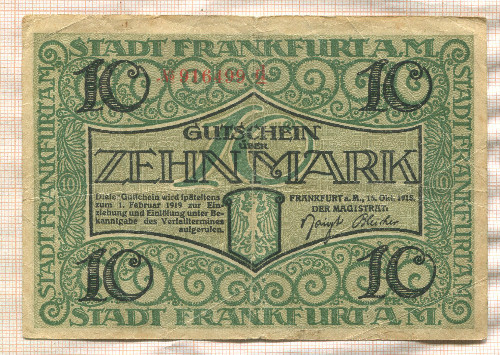 STADT FRANKFURT A.M.
10
10
GUTSCHEIN
über
10
ZEHN MARK
Diese Gutschein wird spätestens
zum 1. Februar 1919 zur Ein-
ziehung und Einlösung unter Be-
kanntgabe des Verfalltermines
aufgerufen.
FRANKFURT a.M., 15. Okt. 1918.
DER MAGISTRAT:
10
10
STADT FRANKFURT A.M.
STADT FRANKFURT A.M.
STADT FRANKFURT A.M.